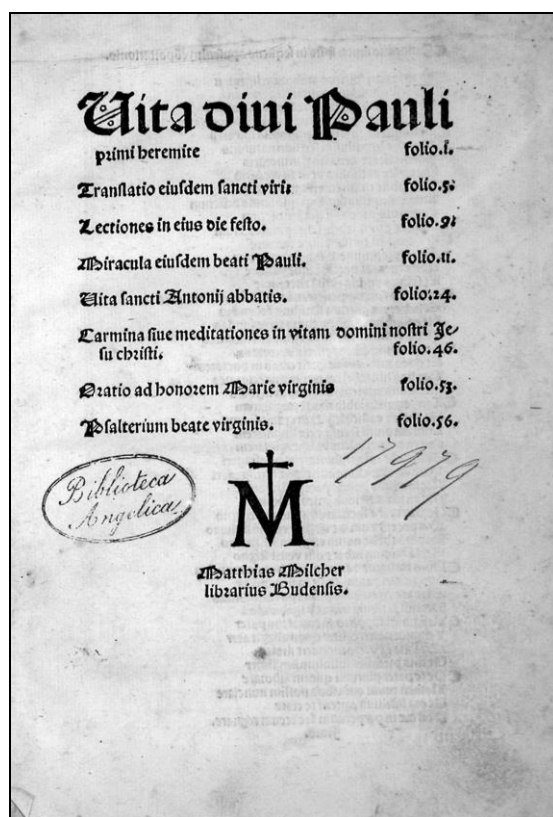 Uita diui Pauli
primi heremite folio.i.
Translatio eiusdem sancti viri: folio.5.
Lectiones in eius die festo. folio.9:
Miracula eiusdem beati Pauli. folio.11.
Uita sancti Antonij abbatis. folio.24.
Carmina siue meditationes in vitam domini nostri Je-
su christi. folio.46.
Oratio ad honorem Marie virginis folio.53.
Psalterium beate virginis. folio.56.
17979
Biblioteca
Angelica.
M
Matthias Milcher
librarius Budensis.